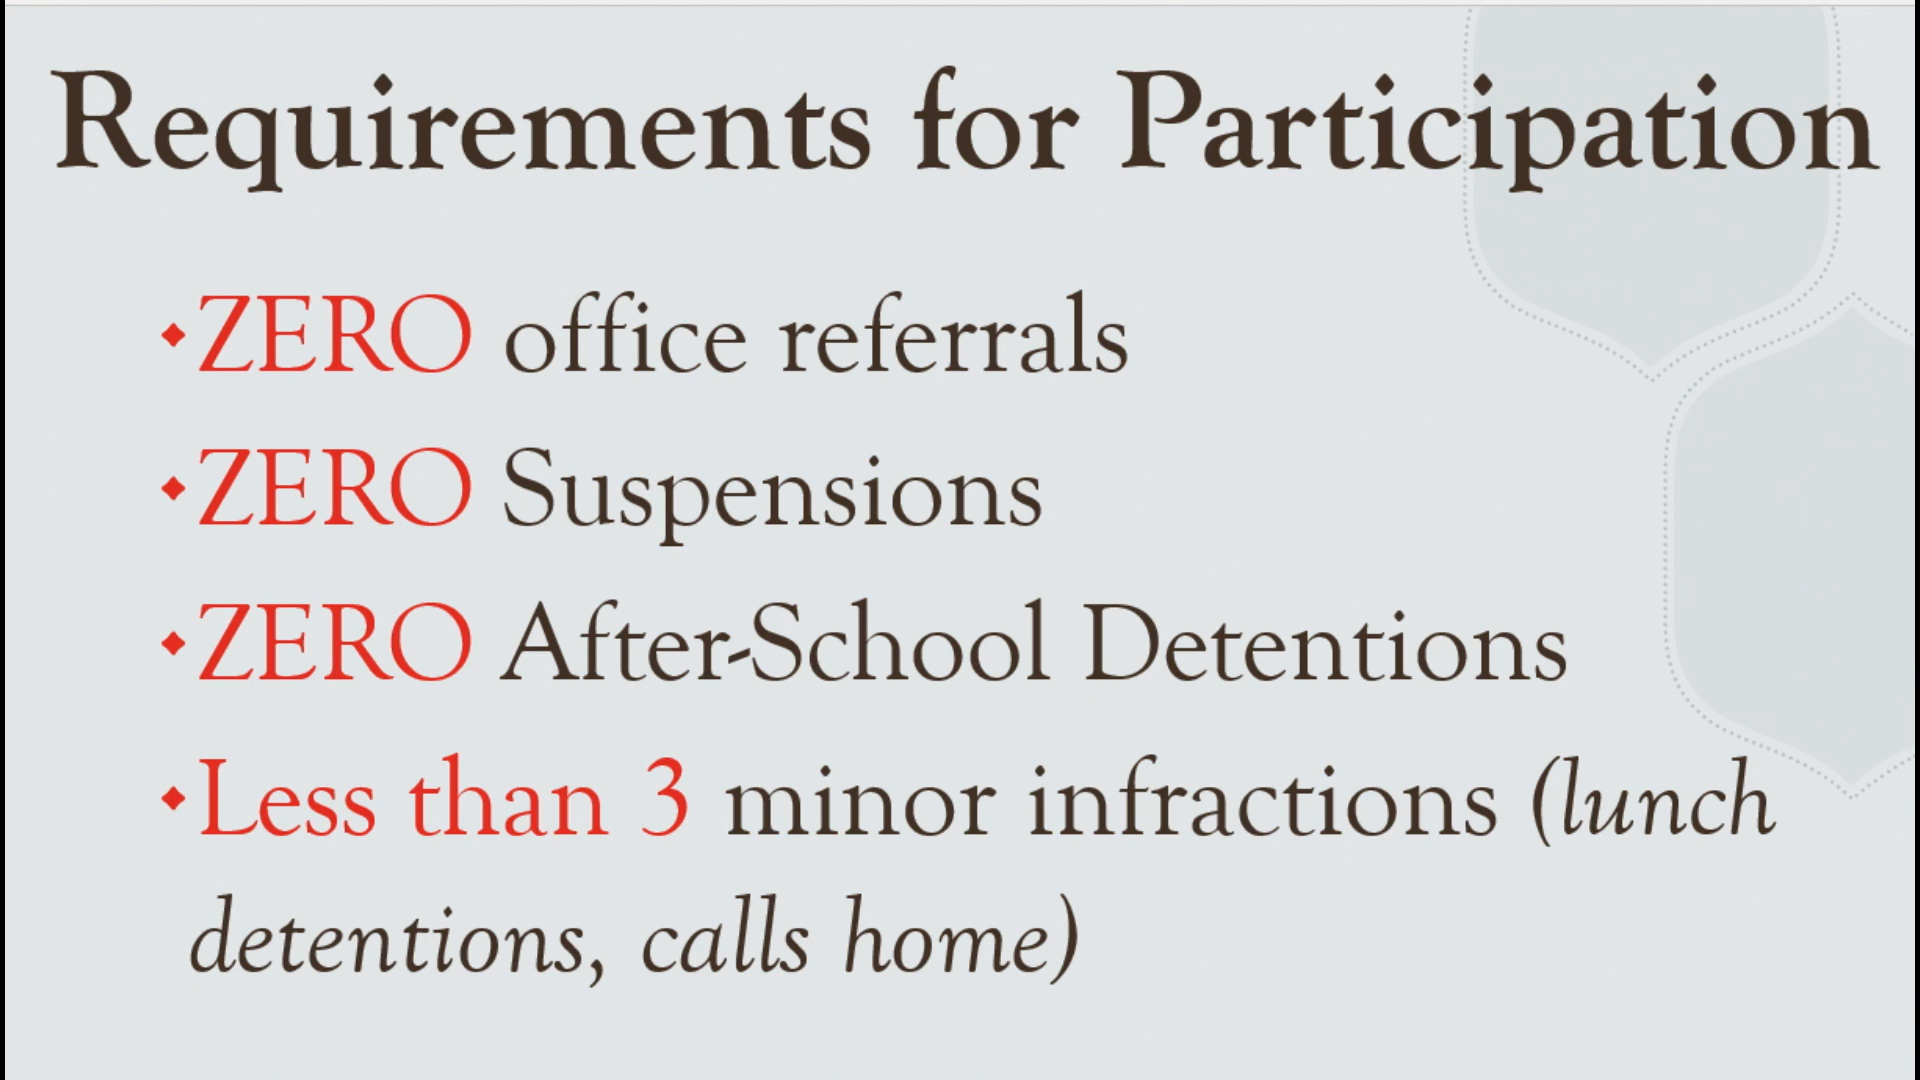 Requirements for Participation
ZERO office referrals
ZERO Suspensions
ZERO After-School Detentions
Less than 3 minor infractions (lunch
detentions, calls home)